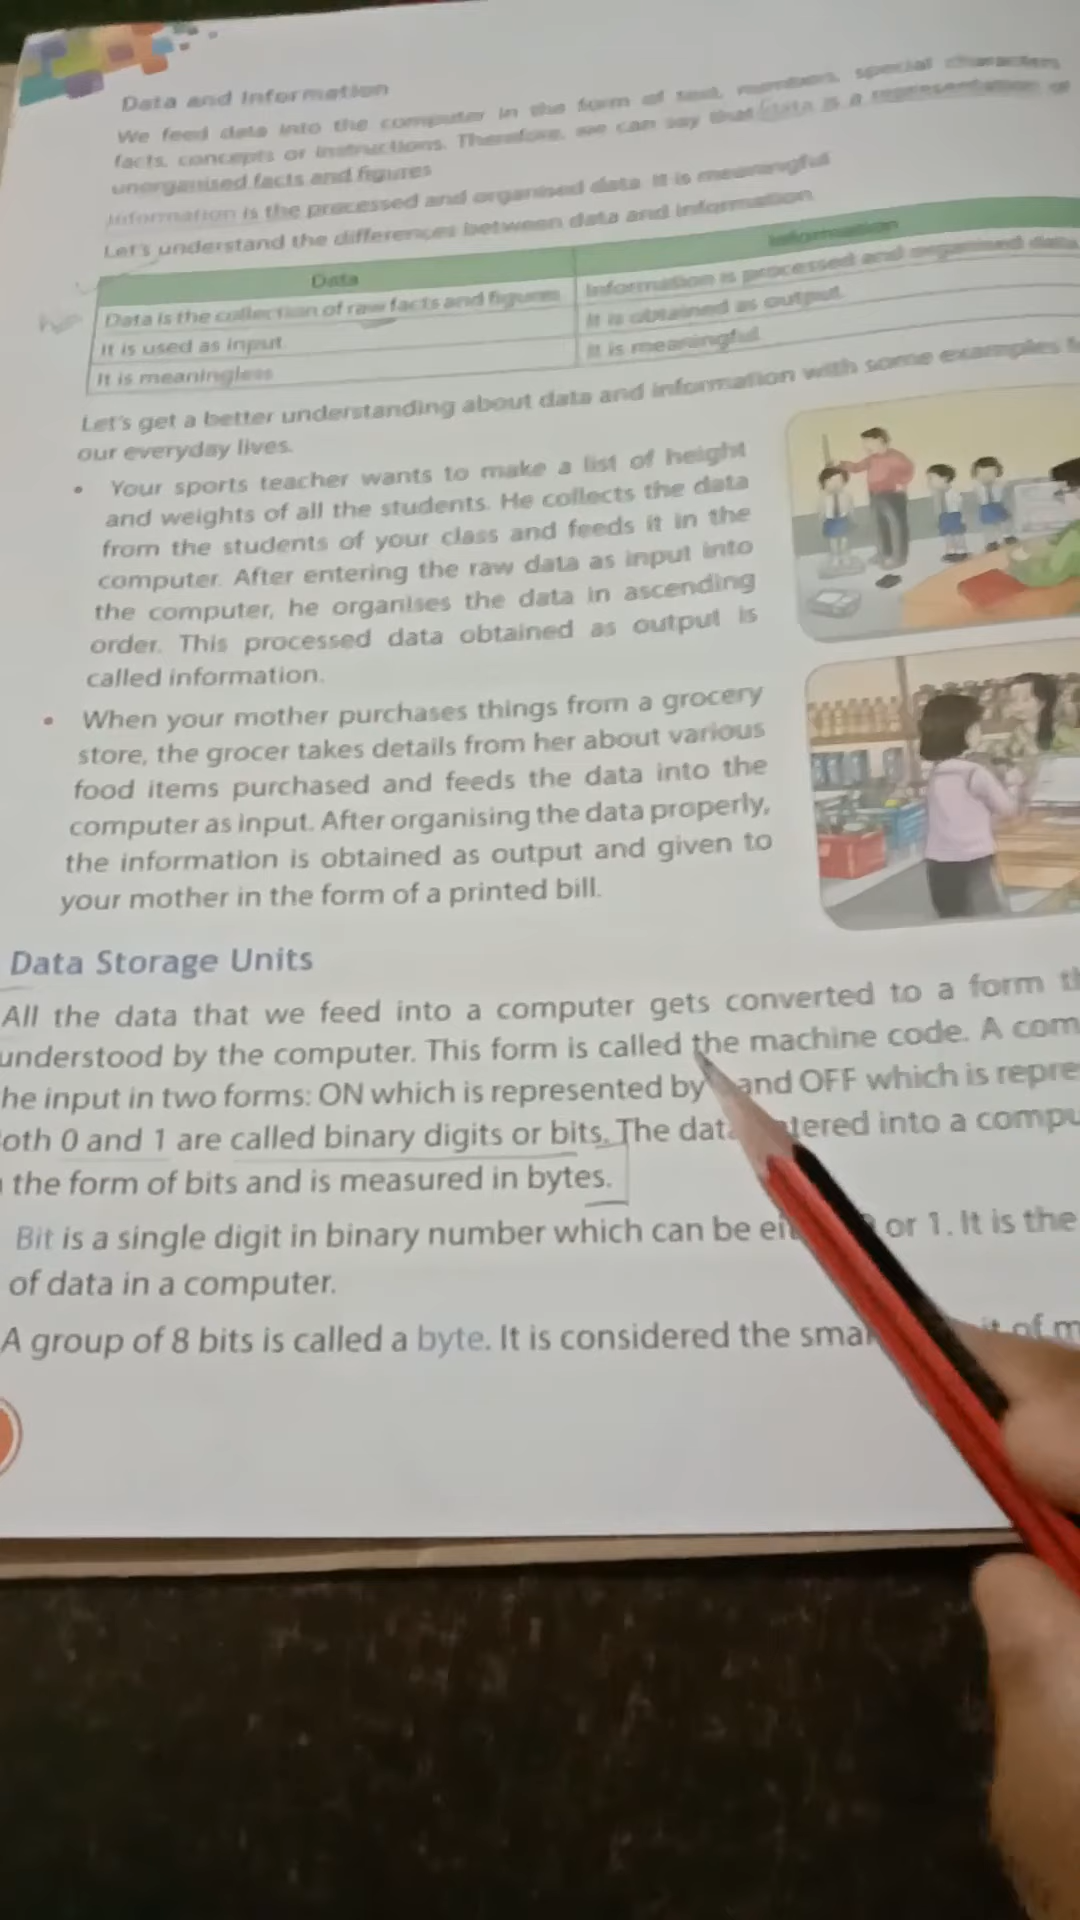 Data and Information
We feed data into the computer in the form of text, numbers, special characters,
facts, concepts or instructions. Therefore, we can say that data is a representation of
unorganised facts and figures
Information is the processed and organised data. It is meaningful
Let's understand the differences between data and information
Data
Information
Data is the collection of raw facts and figures
Information is processed and organised data
It is used as input
It is obtained as output.
It is meaningless
It is meaningful.
Let's get a better understanding about data and information with some examples
our everyday lives.
• Your sports teacher wants to make a list of height
and weights of all the students. He collects the data
from the students of your class and feeds it in the
computer. After entering the raw data as input into
the computer, he organises the data in ascending
order. This processed data obtained as output is
called information.
• When your mother purchases things from a grocery
store, the grocer takes details from her about various
food items purchased and feeds the data into the
computer as input. After organising the data properly,
the information is obtained as output and given to
your mother in the form of a printed bill.
Data Storage Units
All the data that we feed into a computer gets converted to a form
understood by the computer. This form is called the machine code. A
he input in two forms: ON which is represented by and OFF which is
oth 0 and 1 are called binary digits or bits. The into a
the form of bits and is measured in bytes.
Bit is a single digit in binary number which can be or 1. It is the
of data in a computer.
A group of 8 bits is called a byte. It is considered the of